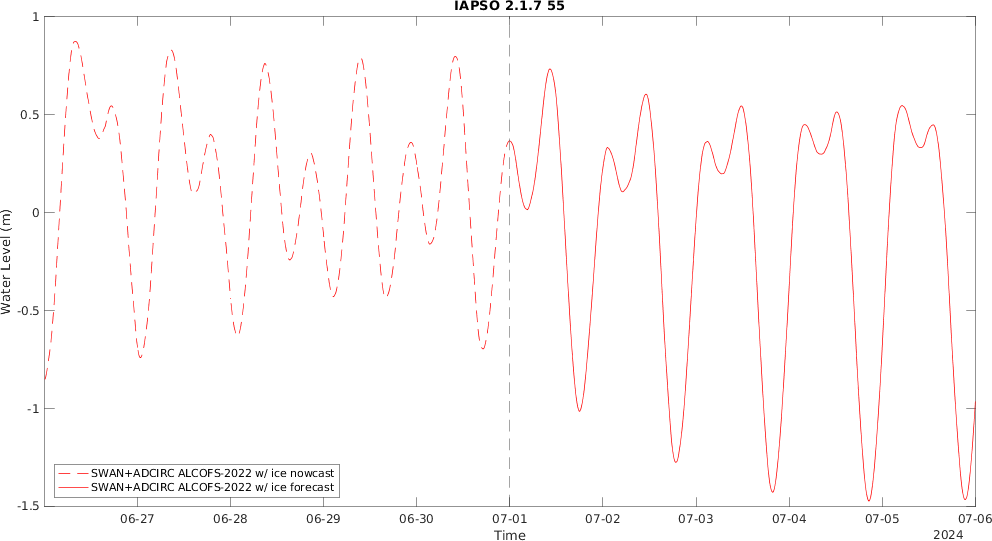 IAPSO 2.1.7 55
Water Level (m)
1
0.5
0
-0.5
-1
-1.5
SWAN+ADCIRC ALCOFS-2022 w/ ice nowcast
SWAN+ADCIRC ALCOFS-2022 w/ ice forecast
06-27 06-28 06-29 06-30 07-01 07-02 07-03 07-04 07-05 07-06
Time
2024